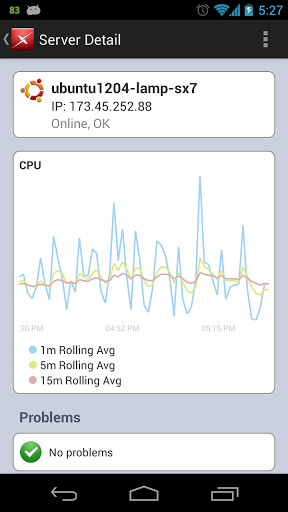 83
5:27
Server Detail
ubuntu1204-lamp-sx7
IP: 173.45.252.88
Online, OK
CPU
:30 PM 04:52 PM 05:16 PM
1m Rolling Avg
5m Rolling Avg
15m Rolling Avg
Problems
No problems